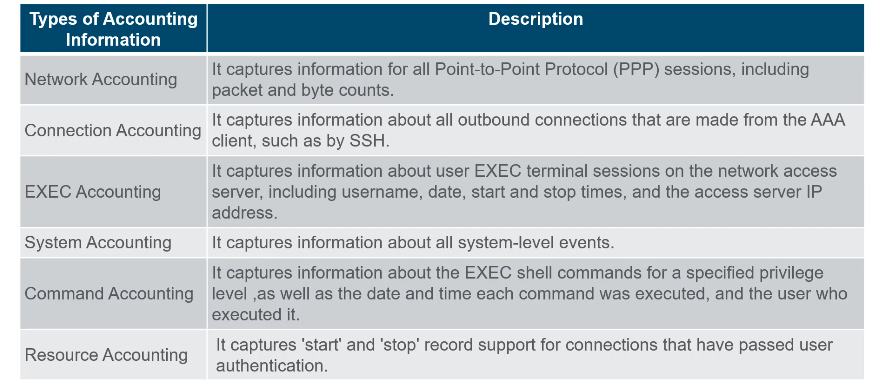 Types of Accounting
Information
Description
Network Accounting
It captures information for all Point-to-Point Protocol (PPP) sessions, including
packet and byte counts.
Connection Accounting
It captures information about all outbound connections that are made from the AAA
client, such as by SSH.
EXEC Accounting
It captures information about user EXEC terminal sessions on the network access
server, including username, date, start and stop times, and the access server IP
address.
System Accounting
It captures information about all system-level events.
Command Accounting
It captures information about the EXEC shell commands for a specified privilege
level ,as well as the date and time each command was executed, and the user who
executed it.
Resource Accounting
It captures 'start' and 'stop' record support for connections that have passed user
authentication.